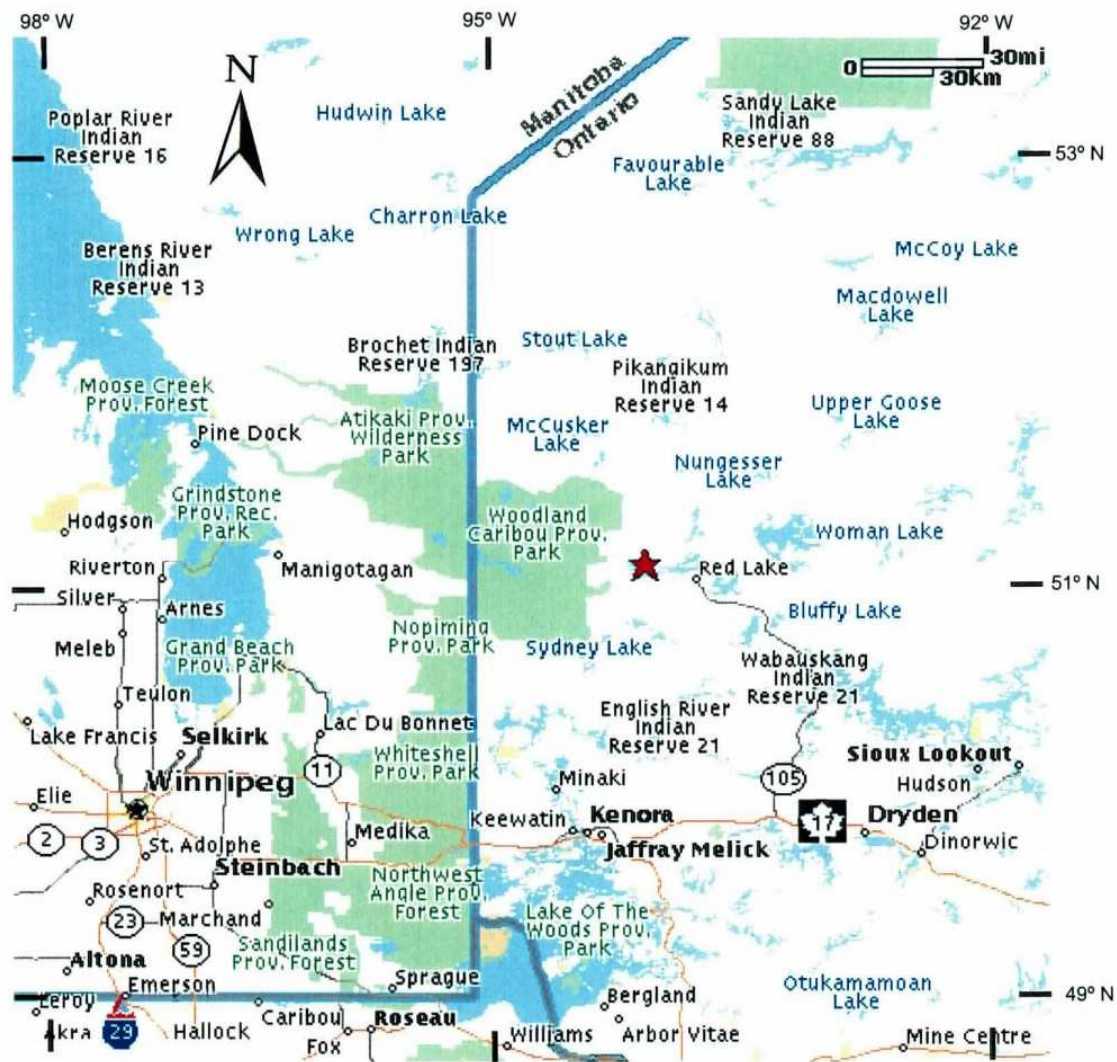 98° W
95° W
92° W
N
0
30mi
30km
Manitoba
Ontario
Hudwin Lake
Poplar River
Indian
Reserve 16
Sandy Lake
Indian
Reserve 88
53° N
Favourable
Lake
Charron Lake
Wrong Lake
Berens River
Indian
Reserve 13
McCoy Lake
Macdowell
Lake
Brochet Indian
Reserve 197
Stout Lake
Pikangikum
Indian
Reserve 14
Moose Creek
Prov. Forest
Atikaki Prov.
Wilderness
Park
McCusker
Lake
Upper Goose
Lake
Pine Dock
Nungesser
Lake
Grindstone
Prov. Rec.
Park
Woodland
Caribou Prov.
Park
Woman Lake
Hodgson
Riverton
Manigotagan
Red Lake
51° N
Silver
Arnes
Bluffy Lake
Meleb
Grand Beach
Prov. Park
Nopiming
Prov. Park
Sydney Lake
Wabauskang
Indian
Reserve 21
Teulon
Lac Du Bonnet
English River
Indian
Reserve 21
Lake Francis
Selkirk
Whiteshell
Prov. Park
Sioux Lookout
Hudson
Winnipeg
11
Minaki
105
Elie
Keewatin
Kenora
17
Dryden
2
3
St. Adolphe
Medika
Jaffray Melick
Dinorwic
Steinbach
Northwest
Angle Prov.
Forest
Rosenort
23
Marchand
Lake Of The
Woods Prov.
Park
59
Sandilands
Prov. Forest
Altona
Sprague
Otukamamoan
Lake
Emerson
Bergland
49° N
Leroy
Akra
29
Hallock
Caribou
Roseau
Fox
Williams
Arbor Vitae
Mine Centre